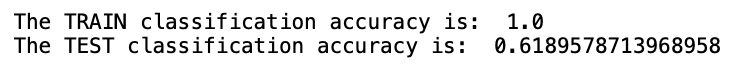 The TRAIN classification accuracy is:  1.0
The TEST classification accuracy is:  0.6189578713968958